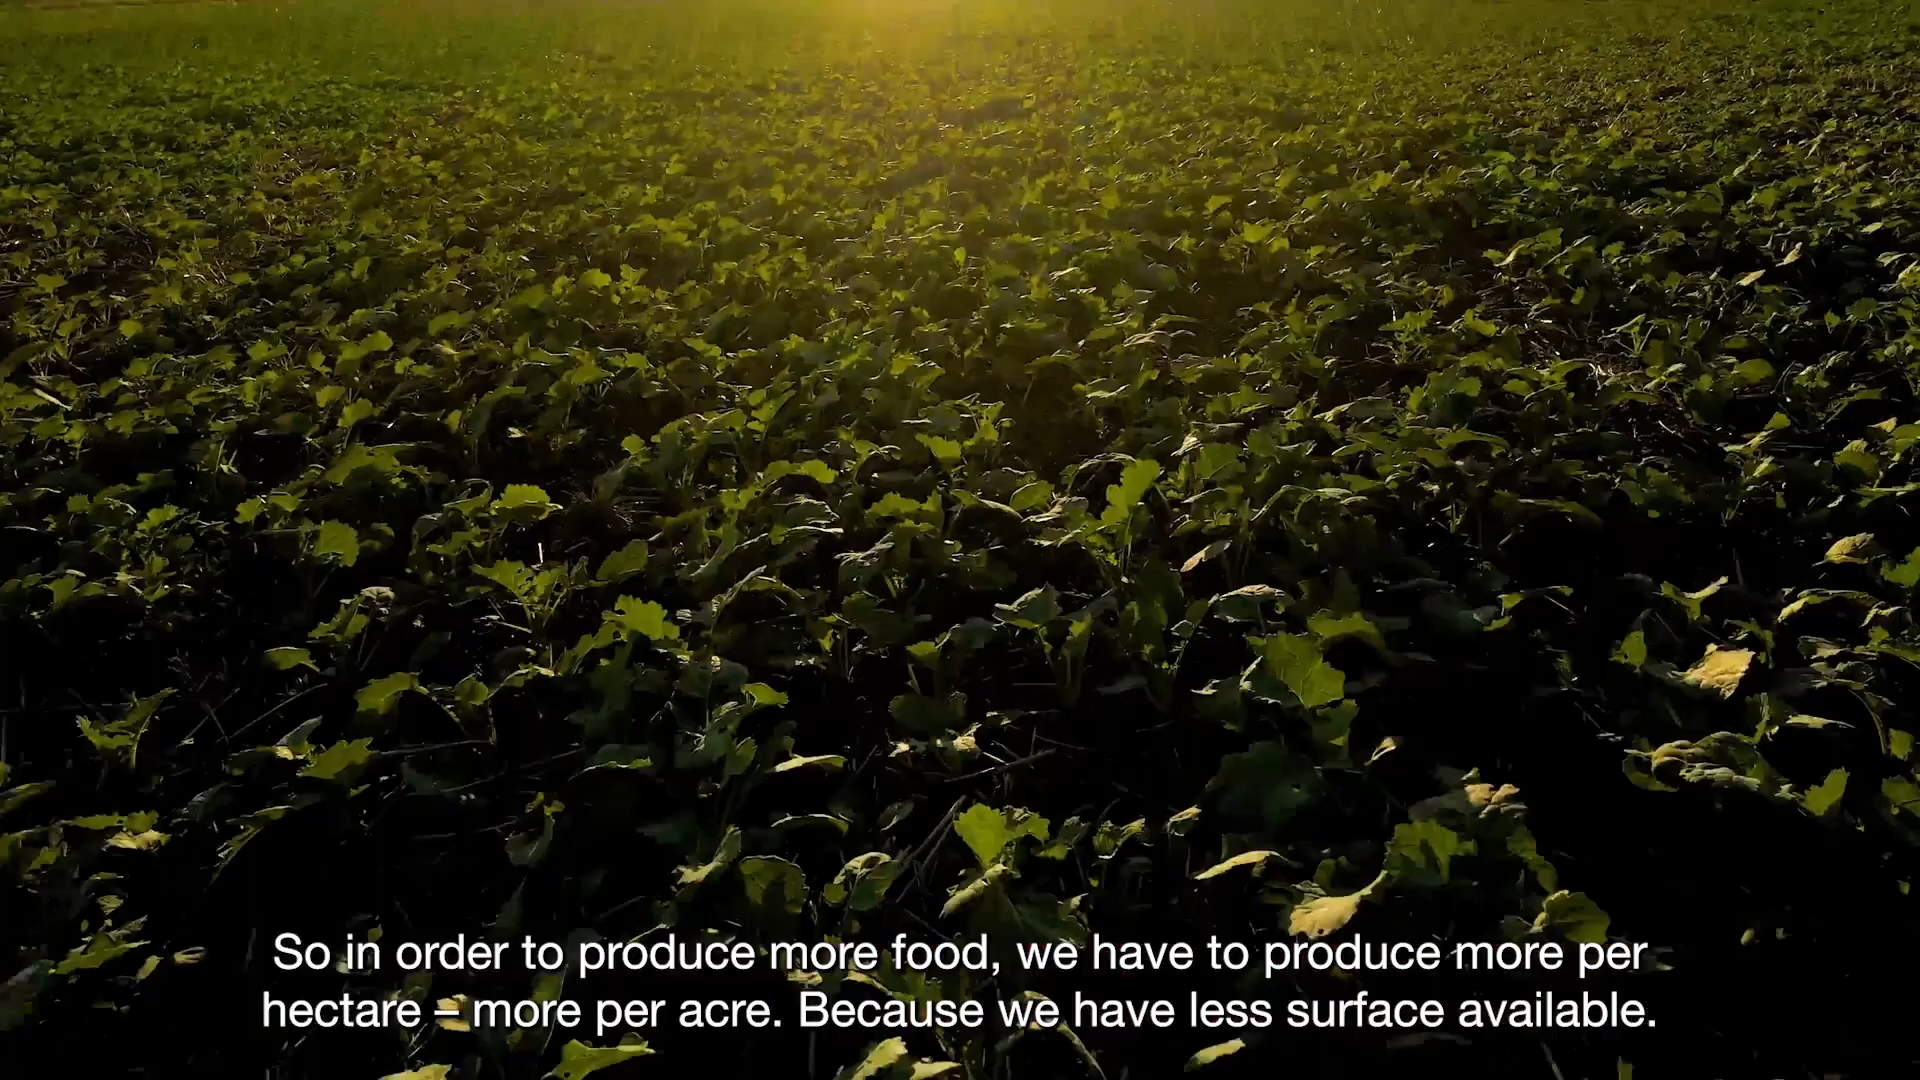 So in order to produce more food, we have to produce more per
hectare – more per acre. Because we have less surface available.